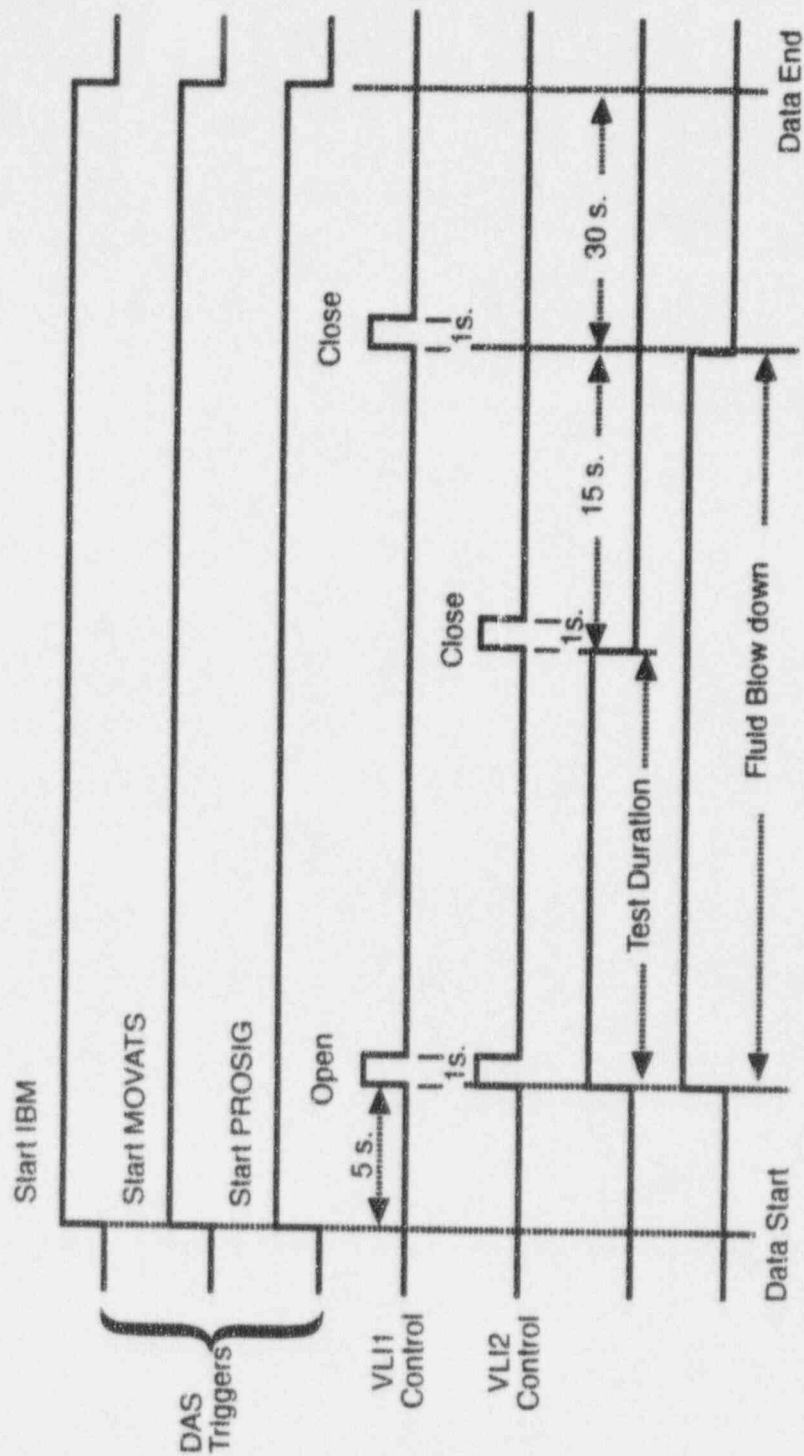 Start IBM
Start MOVATS
Start PROSIG
DAS
Triggers
Open
Close
5 s.
1s.
1s.
VLI1
Control
Close
VLI2
Control
1s.
15 s.
30 s.
Test Duration
Fluid Blow down
Data Start
Data End